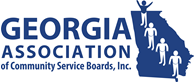 GEORGIA
ASSOCIATION
of Community Service Boards, Inc.